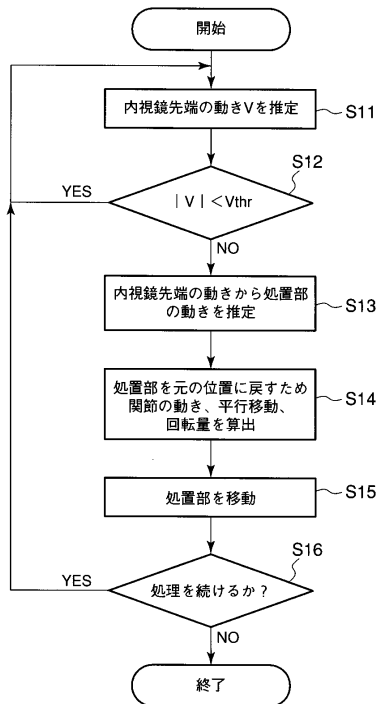 開始
内視鏡先端の動きVを推定
S11
S12
YES
|V|<Vthr
NO
内視鏡先端の動きから処置部
の動きを推定
S13
処置部を元の位置に戻すため
関節の動き、平行移動、
回転量を算出
S14
処置部を移動
S15
S16
YES
処理を続けるか?
NO
終了